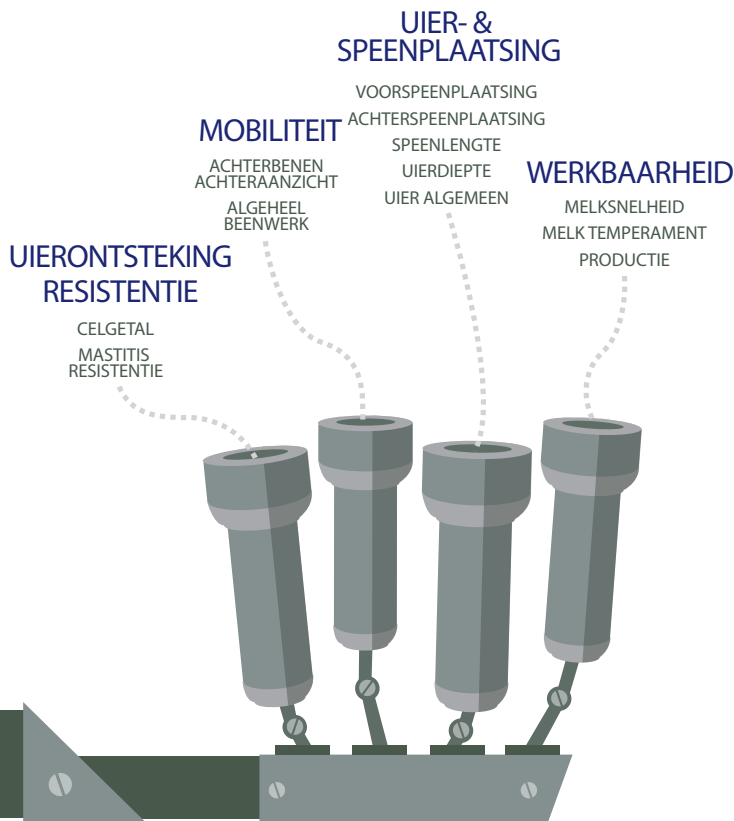 UIER- &
SPEENPLAATSING
VOORSPEENPLAATSING
ACHTERSPEENPLAATSING
SPEENLENGTE
UIERDIEPTE
UIER ALGEMEEN
MOBILITEIT
ACHTERBENEN
ACHTERAANZICHT
ALGEHEEL
BEENWERK
WERKBAARHEID
MELKSNELHEID
MELK TEMPERAMENT
PRODUCTIE
UIERONTSTEKING
RESISTENTIE
CELGETAL
MASTITIS
RESISTENTIE